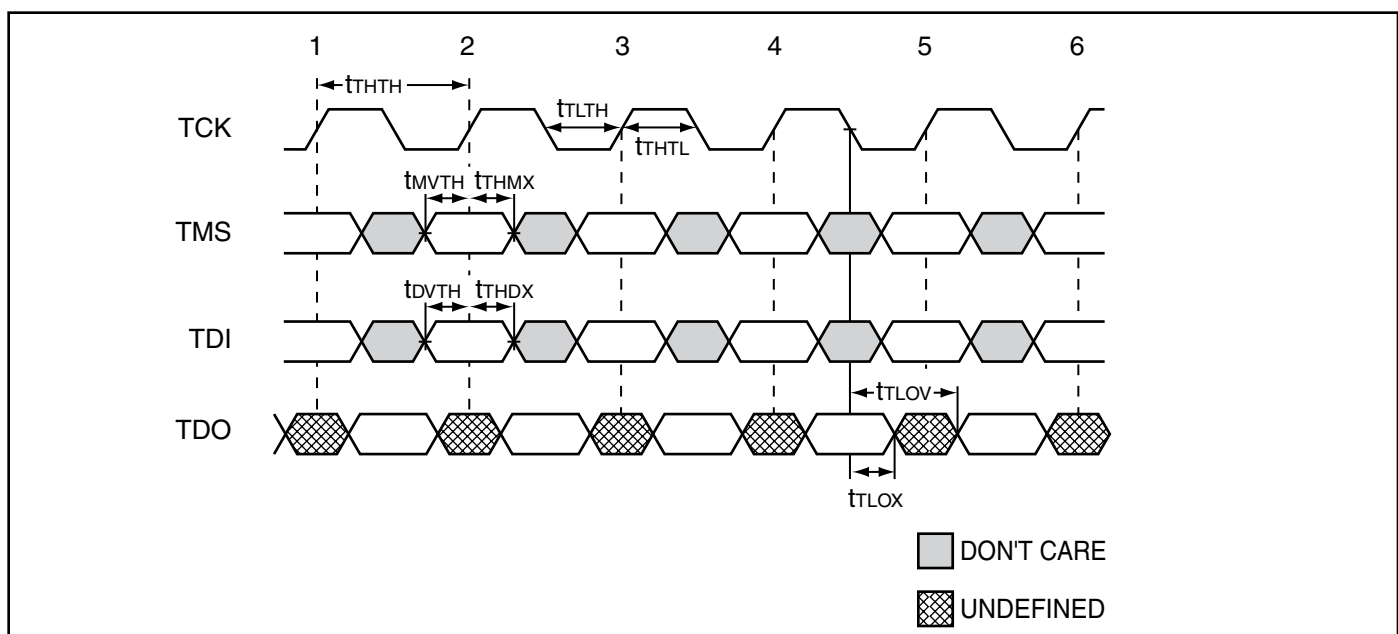 1 2 3 4 5 6
tTHTH
tTLTH
TCK
tTHTL
tMVTH tTHMX
TMS
tDVTH tTHDX
TDI
tTLOV
TDO
tTLOX
DON'T CARE
UNDEFINED